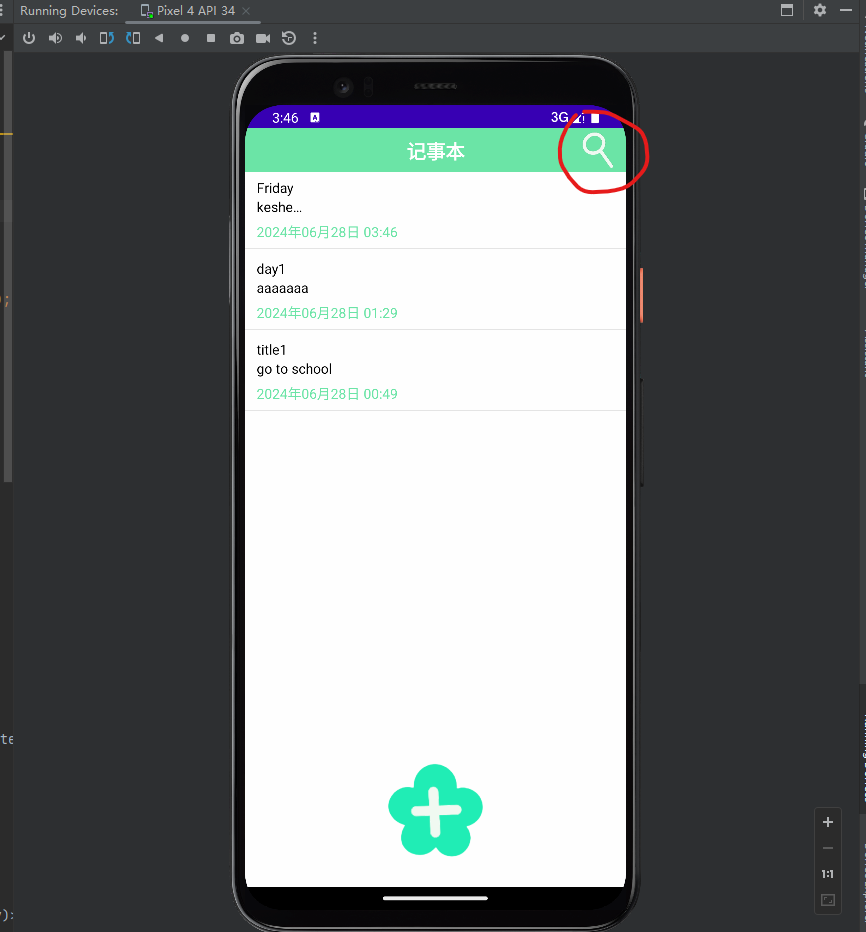 Running Devices:
Pixel 4 API 34
3:46
A
3G
记事本
Friday
keshe…
2024年06月28日 03:46
day1
aaaaaaa
2024年06月28日 01:29
title1
go to school
2024年06月28日 00:49
1:1